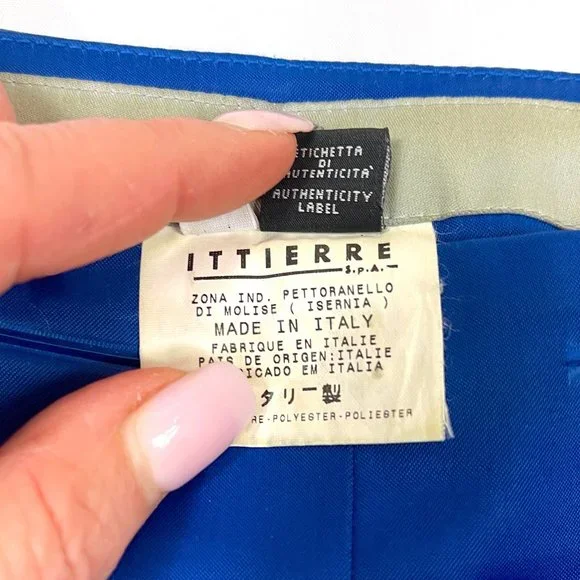 ETICHETTA
DI
AUTENTICITA'
AUTHENTICITY
LABEL
ITTIERRE
S.p.A.
ZONA IND. PETTORANELLO
DI MOLISE ( ISERNIA )
MADE IN ITALY
FABRIQUE EN ITALIE
PAIS DE ORIGEN:ITALIE
ICADO EM ITALIA
タリー製
RE-POLYESTER-POLIESTER